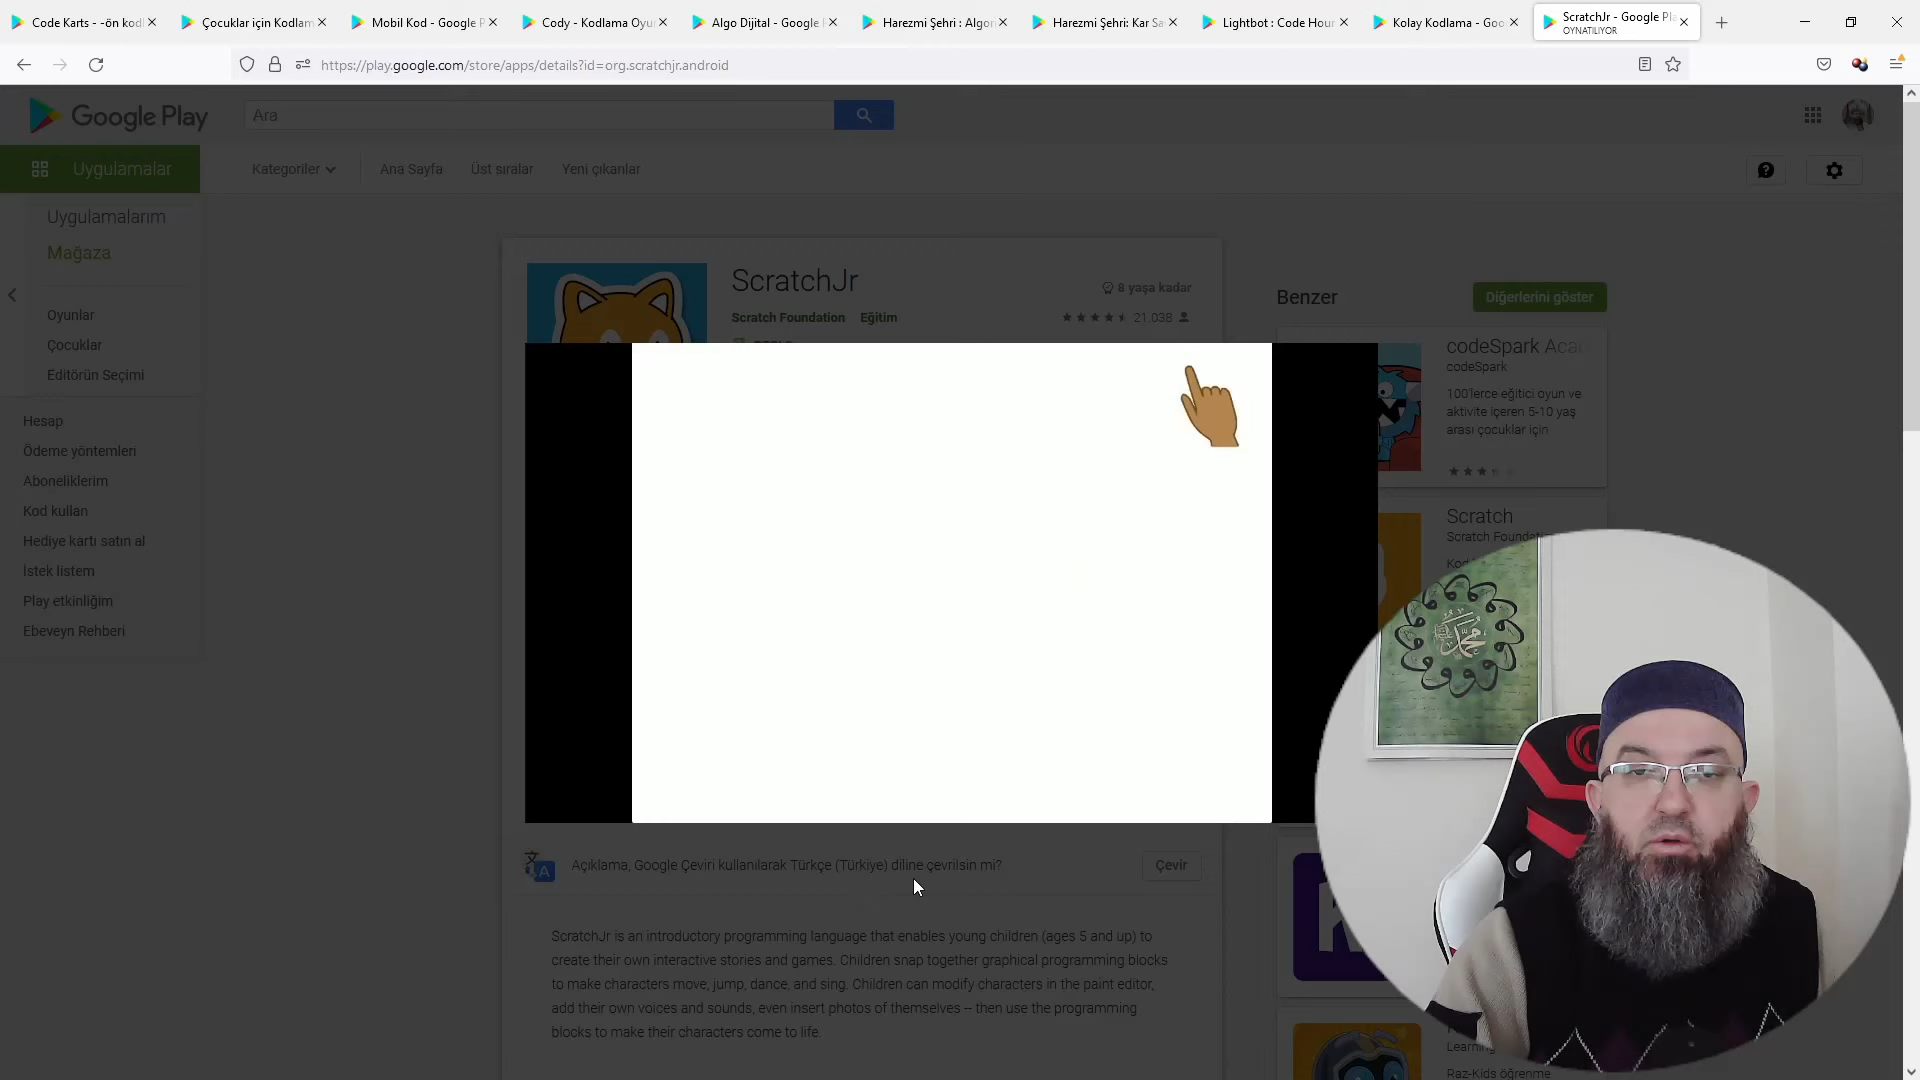 Code Karts - -ön kodl
Çocuklar için Kodlam
Mobil Kod - Google P
Cody - Kodlama Oyu
Algo Dijital - Google
Harezmi Şehri : Algor
Harezmi Şehri: Kar Sa
Lightbot : Code Hour
Kolay Kodlama - Goo
ScratchJr - Google Pla
OYNATILIYOR
https://play.google.com/store/apps/details?id=org.scratchjr.android
Google Play
Ara
Uygulamalar
Kategoriler
Ana Sayfa
Üst sıralar
Yeni çıkanlar
Uygulamalarım
Mağaza
Oyunlar
Çocuklar
Editörün Seçimi
Hesap
Ödeme yöntemleri
Aboneliklerim
Kod kullan
Hediye kartı satın al
İstek listem
Play etkinliğim
Ebeveyn Rehberi
ScratchJr
8 yaşa kadar
Scratch Foundation Eğitim
21,038
Açıklama, Google Çeviri kullanılarak Türkçe (Türkiye) diline çevrilsin mi?
Çevir
ScratchJr is an introductory programming language that enables young children (ages 5 and up) to
create their own interactive stories and games. Children snap together graphical programming blocks
to make characters move, jump, dance, and sing. Children can modify characters in the paint editor,
add their own voices and sounds, even insert photos of themselves -- then use the programming
blocks to make their characters come to life.
Benzer
Diğerlerini göster
codeSpark Acad
codeSpark
100'lerce eğitici oyun ve
aktivite içeren 5-10 yaş
arası çocuklar için
Scratch
Scratch Foundat
Learning
Raz-Kids öğrenme